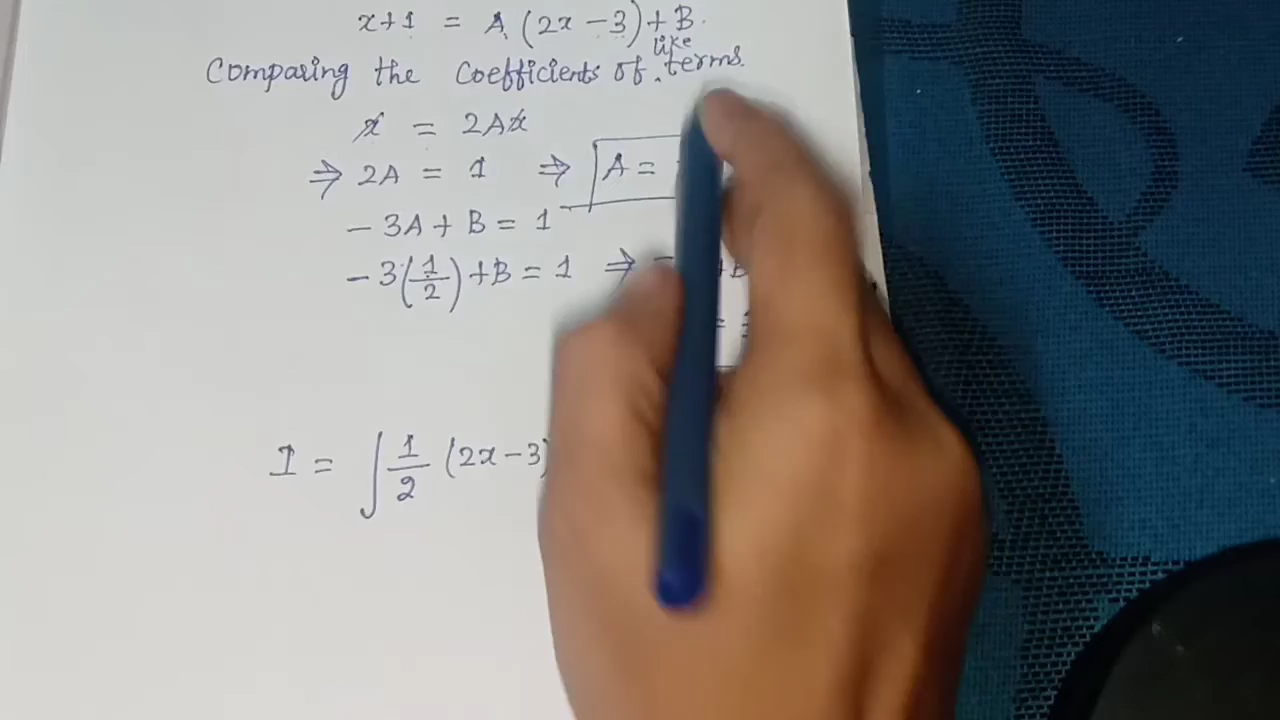 x+1 = A (2x-3)+B.
Comparing the Coefficients of like terms.
x = 2Ax
⇒ 2A = 1 ⇒ A =
-3A + B = 1
-3(1/2) + B = 1 ⇒ -
=
I = ∫ 1/2 (2x-3)